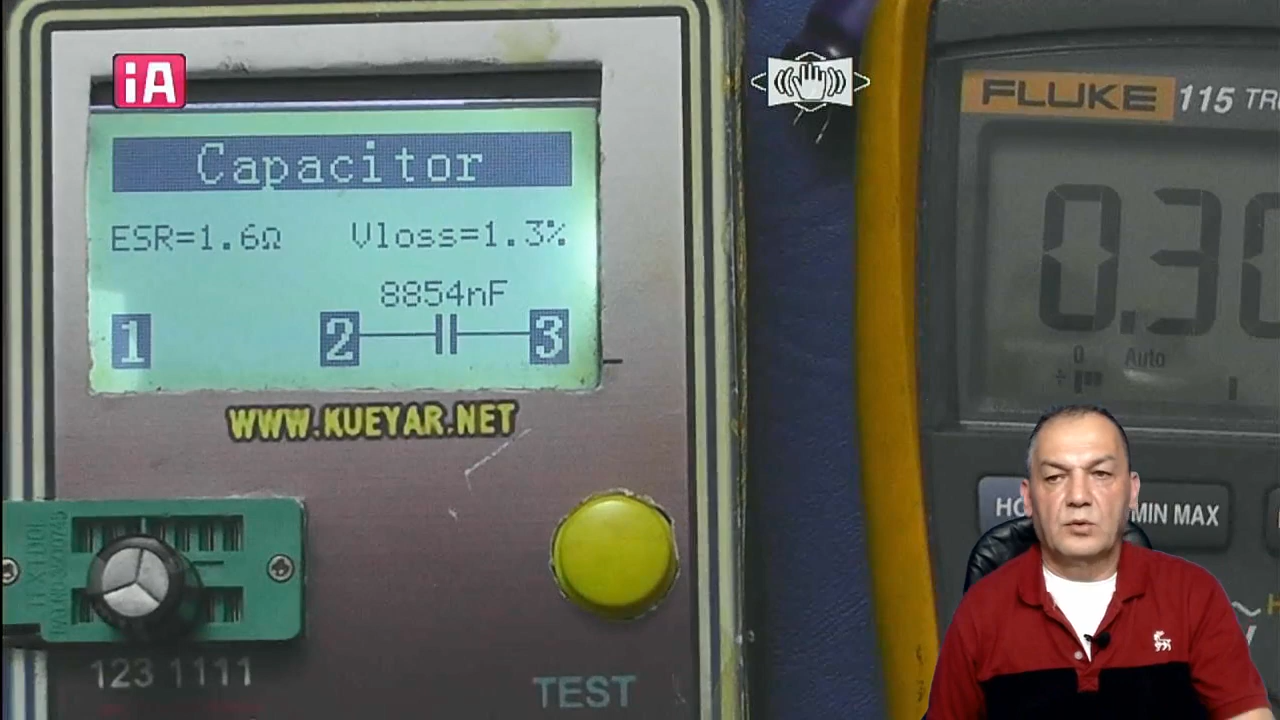 iA
Capacitor
ESR=1.6Ω Vloss=1.3%
8854nF
1 2 3
WWW.KUEYAR.NET
123 1111
TEST
FLUKE 115
0.30
0 Auto
MIN MAX